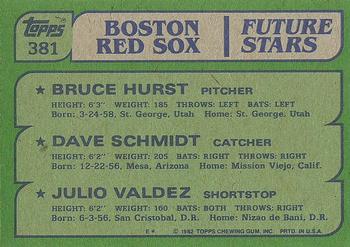 Topps
381
BOSTON RED SOX
FUTURE STARS
★ BRUCE HURST PITCHER
HEIGHT: 6'3" WEIGHT: 185 THROWS: LEFT BATS: LEFT
Born: 3-24-58, St. George, Utah Home: St. George, Utah
★ DAVE SCHMIDT CATCHER
HEIGHT: 6'2" WEIGHT: 205 THROWS: RIGHT BATS: RIGHT
Born: 12-22-56, Mesa, Arizona Home: Mission Viejo, Calif.
★ JULIO VALDEZ SHORTSTOP
HEIGHT: 6'2" WEIGHT: 160 BATS: BOTH THROWS: RIGHT
Born: 6-3-56, San Cristobal, D.R. Home: Nizao de Bani, D.R.
E* © 1982 TOPPS CHEWING GUM, INC. PRTD. IN U.S.A.